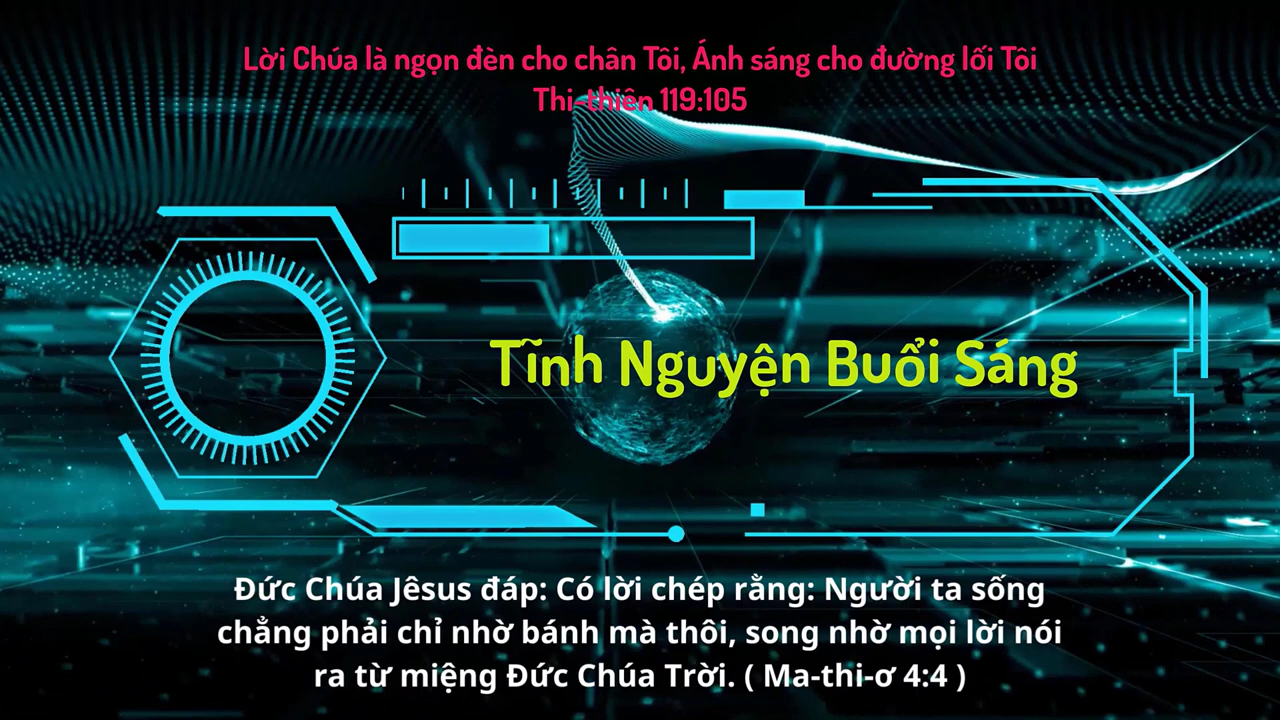 Lời Chúa là ngọn đèn cho chân Tôi, Ánh sáng cho đường lối Tôi
Thi-thiên 119:105
Tĩnh Nguyện Buổi Sáng
Đức Chúa Jêsus đáp: Có lời chép rằng: Người ta sống
chẳng phải chỉ nhờ bánh mà thôi, song nhờ mọi lời nói
ra từ miệng Đức Chúa Trời. ( Ma-thi-ơ 4:4 )